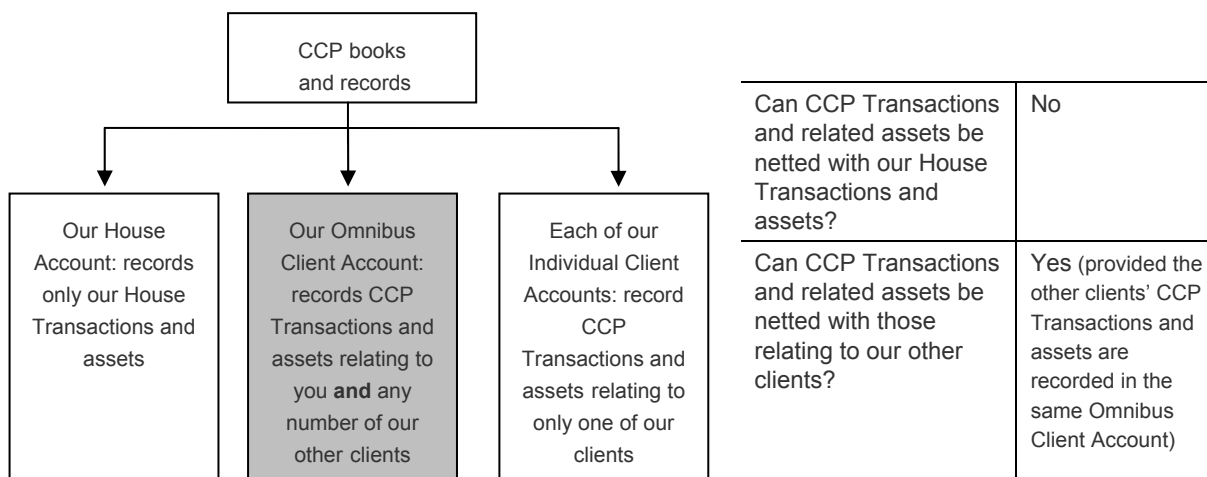 CCP books
and records
Our House
Account: records
only our House
Transactions and
assets
Our Omnibus
Client Account:
records CCP
Transactions and
assets relating to
you and any
number of our
other clients
Each of our
Individual Client
Accounts: record
CCP
Transactions and
assets relating to
only one of our
clients
Can CCP Transactions
and related assets be
netted with our House
Transactions and
assets?
No
Can CCP Transactions
and related assets be
netted with those
relating to our other
clients?
Yes (provided the
other clients’ CCP
Transactions and
assets are
recorded in the
same Omnibus
Client Account)